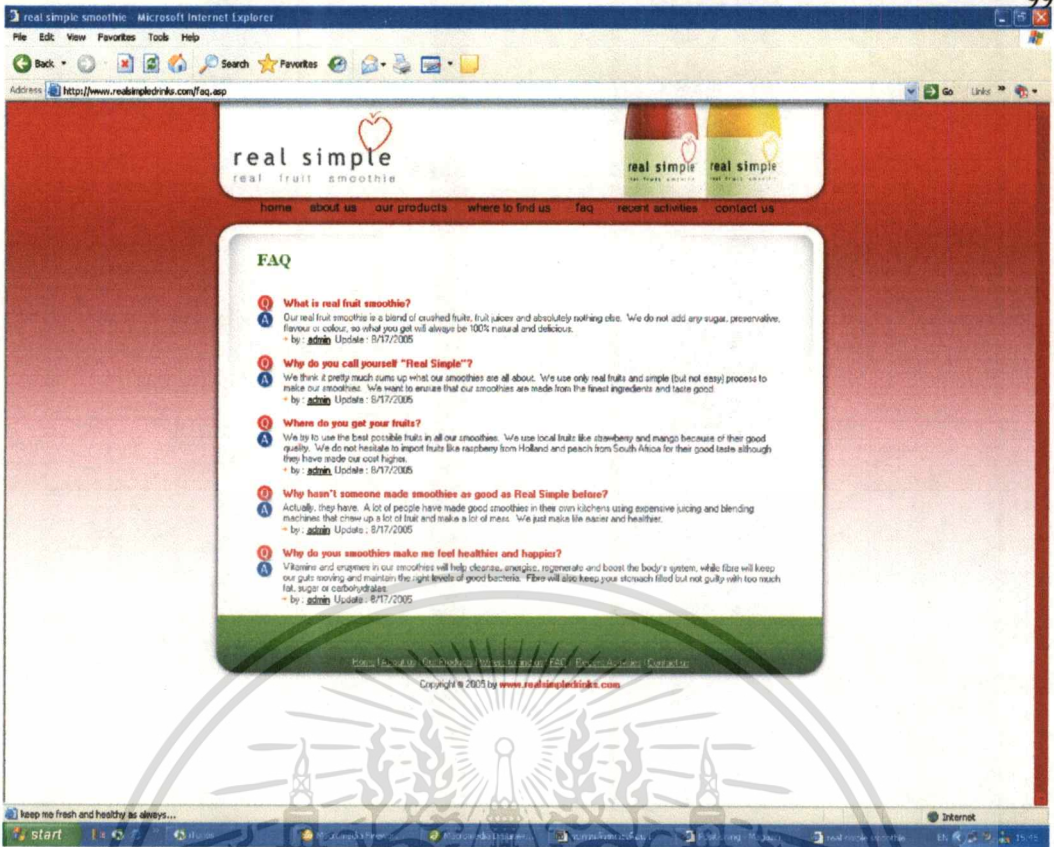 real simple smoothie - Microsoft Internet Explorer
File Edit View Favorites Tools Help
Back Search Favorites
Address http://www.realsimpledrinks.com/faq.asp Go Links »
real simple
real fruit smoothie
real simple
real simple
home about us our products where to find us faq recent activities contact us
FAQ
Q What is real fruit smoothie?
A Our real fruit smoothie is a blend of crushed fruits, fruit juices and absolutely nothing else. We do not add any sugar, preservative,
flavour or colour, so what you get will always be 100% natural and delicious.
by : admin Update : 8/17/2005
Q Why do you call yourself "Real Simple"?
A We think it pretty much sums up what our smoothies are all about. We use only real fruits and simple (but not easy) process to
make our smoothies. We want to ensure that our smoothies are made from the finest ingredients and taste good.
by : admin Update : 8/17/2005
Q Where do you get your fruits?
A We try to use the best possible fruits in all our smoothies. We use local fruits like strawberry and mango because of their good
quality. We do not hesitate to import fruits like raspberry from Holland and peach from South Africa for their good taste although
they have made our cost higher.
by : admin Update : 8/17/2005
Q Why hasn't someone made smoothies as good as Real Simple before?
A Actually, they have. A lot of people have made good smoothies in their own kitchens using expensive juicing and blending
machines that chew up a lot of fruit and make a lot of mess. We just make life easier and healthier.
by : admin Update : 8/17/2005
Q Why do your smoothies make me feel healthier and happier?
A Vitamins and enzymes in our smoothies will help cleanse, energise, regenerate and boost the body's system, while fibre will keep
our guts moving and maintain the right levels of good bacteria. Fibre will also keep your stomach filled but not guilty with too much
fat, sugar or carbohydrates.
by : admin Update : 8/17/2005
Home | About us | Our Products | Where to find us | FAQ | Recent Activities | Contact us
Copyright © 2005 by www.realsimpledrinks.com
keep me fresh and healthy as always... Internet
start real simple smoothie EN 15:45